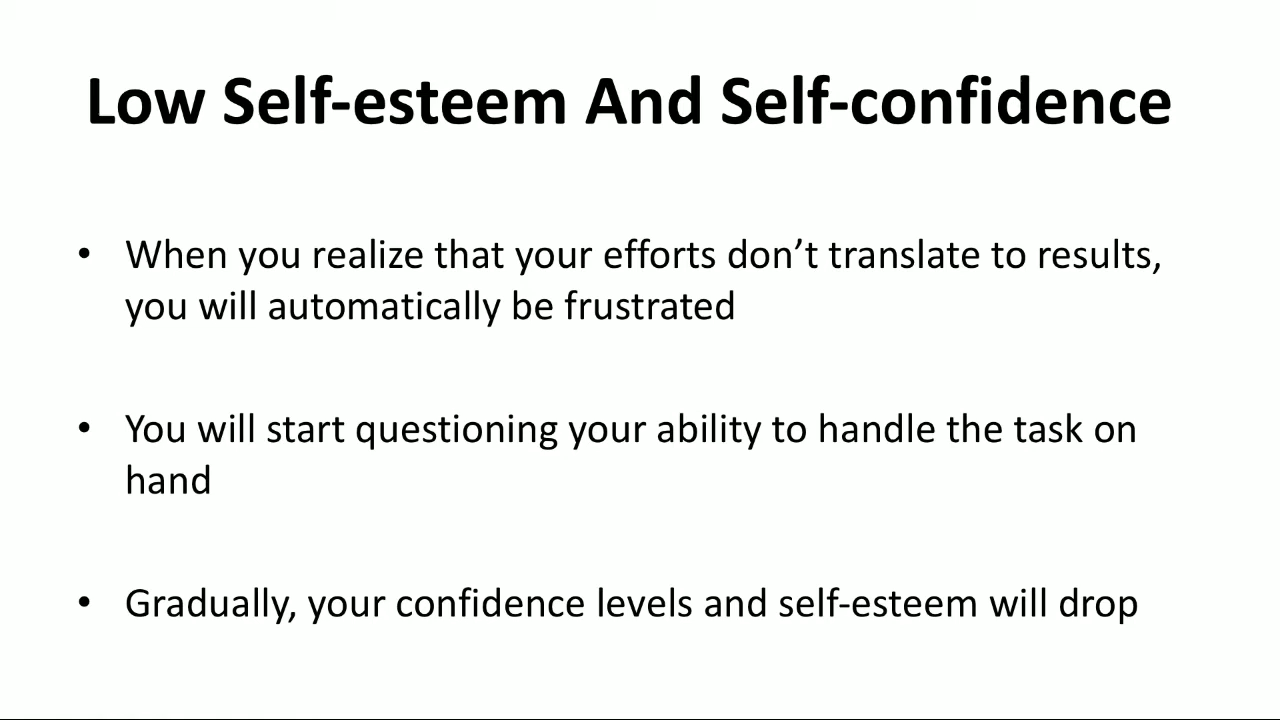 Low Self-esteem And Self-confidence
• When you realize that your efforts don’t translate to results,
you will automatically be frustrated
• You will start questioning your ability to handle the task on
hand
• Gradually, your confidence levels and self-esteem will drop